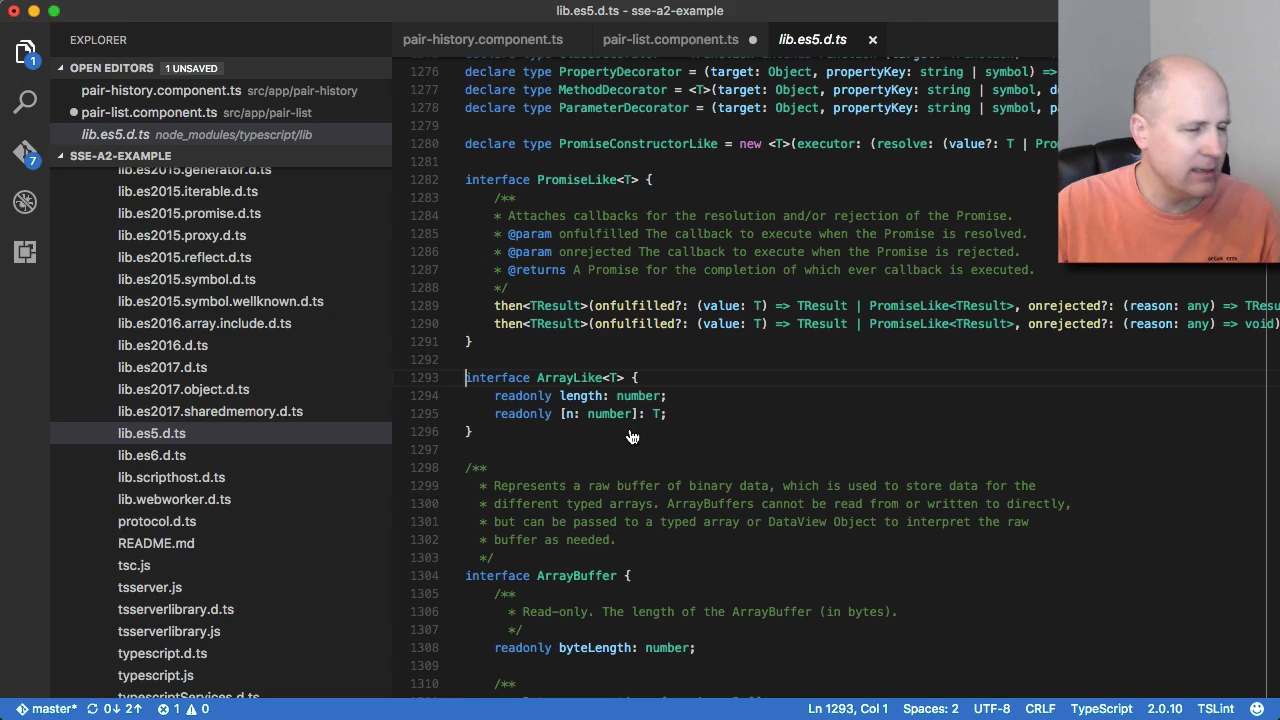 lib.es5.d.ts - sse-a2-example
EXPLORER
OPEN EDITORS 1 UNSAVED
pair-history.component.ts src/app/pair-history
pair-list.component.ts src/app/pair-list
lib.es5.d.ts node_modules/typescript/lib
SSE-A2-EXAMPLE
lib.es2015.generator.d.ts
lib.es2015.iterable.d.ts
lib.es2015.promise.d.ts
lib.es2015.proxy.d.ts
lib.es2015.reflect.d.ts
lib.es2015.symbol.d.ts
lib.es2015.symbol.wellknown.d.ts
lib.es2016.array.include.d.ts
lib.es2016.d.ts
lib.es2017.d.ts
lib.es2017.object.d.ts
lib.es2017.sharedmemory.d.ts
lib.es5.d.ts
lib.es6.d.ts
lib.scripthost.d.ts
lib.webworker.d.ts
protocol.d.ts
README.md
tsc.js
tsserver.js
tsserverlibrary.d.ts
tsserverlibrary.js
typescript.d.ts
typescript.js
typescriptServices.d.ts
1
7
pair-history.component.ts pair-list.component.ts lib.es5.d.ts
1276 declare type PropertyDecorator = (target: Object, propertyKey: string | symbol) =>
1277 declare type MethodDecorator = <T>(target: Object, propertyKey: string | symbol, de
1278 declare type ParameterDecorator = (target: Object, propertyKey: string | symbol, pa
1279
1280 declare type PromiseConstructorLike = new <T>(executor: (resolve: (value?: T | Pro
1281
1282 interface PromiseLike<T> {
1283 /**
1284 * Attaches callbacks for the resolution and/or rejection of the Promise.
1285 * @param onfulfilled The callback to execute when the Promise is resolved.
1286 * @param onrejected The callback to execute when the Promise is rejected.
1287 * @returns A Promise for the completion of which ever callback is executed.
1288 */
1289 then<TResult>(onfulfilled?: (value: T) => TResult | PromiseLike<TResult>, onrejected?: (reason: any) => TResu
1290 then<TResult>(onfulfilled?: (value: T) => TResult | PromiseLike<TResult>, onrejected?: (reason: any) => void)
1291 }
1292
1293 interface ArrayLike<T> {
1294 readonly length: number;
1295 readonly [n: number]: T;
1296 }
1297
1298 /**
1299 * Represents a raw buffer of binary data, which is used to store data for the
1300 * different typed arrays. ArrayBuffers cannot be read from or written to directly,
1301 * but can be passed to a typed array or DataView Object to interpret the raw
1302 * buffer as needed.
1303 */
1304 interface ArrayBuffer {
1305 /**
1306 * Read-only. The length of the ArrayBuffer (in bytes).
1307 */
1308 readonly byteLength: number;
1309
1310 /**
master* 0↓ 2↑ 1 0 Ln 1293, Col 1 Spaces: 2 UTF-8 CRLF TypeScript 2.0.10 TSLint